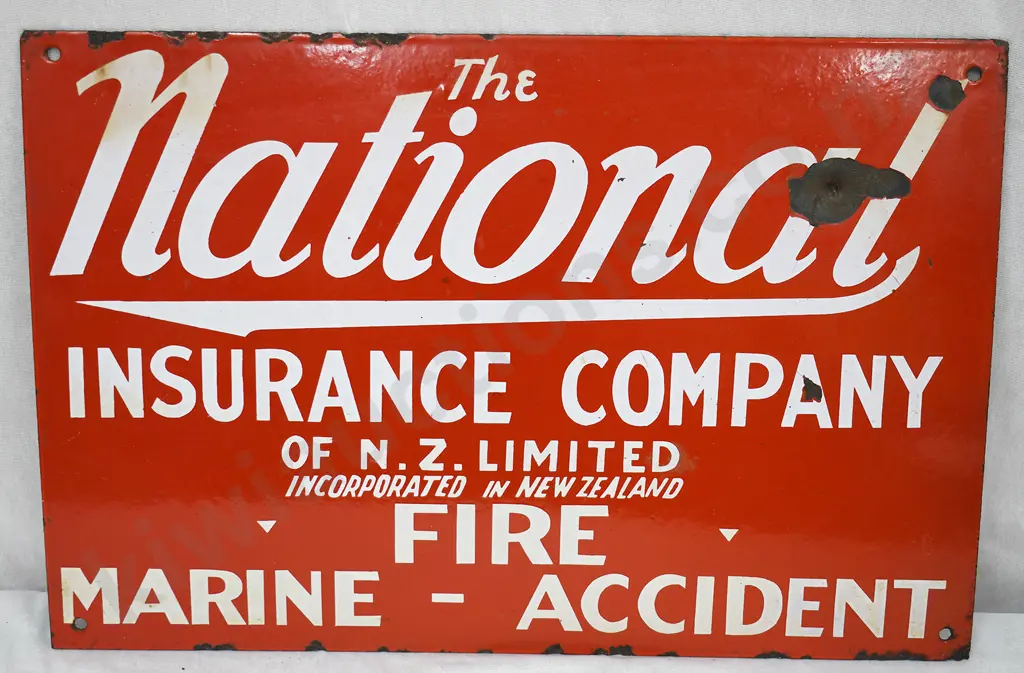 The
National
INSURANCE COMPANY
OF N.Z. LIMITED
INCORPORATED IN NEW ZEALAND
FIRE
MARINE - ACCIDENT